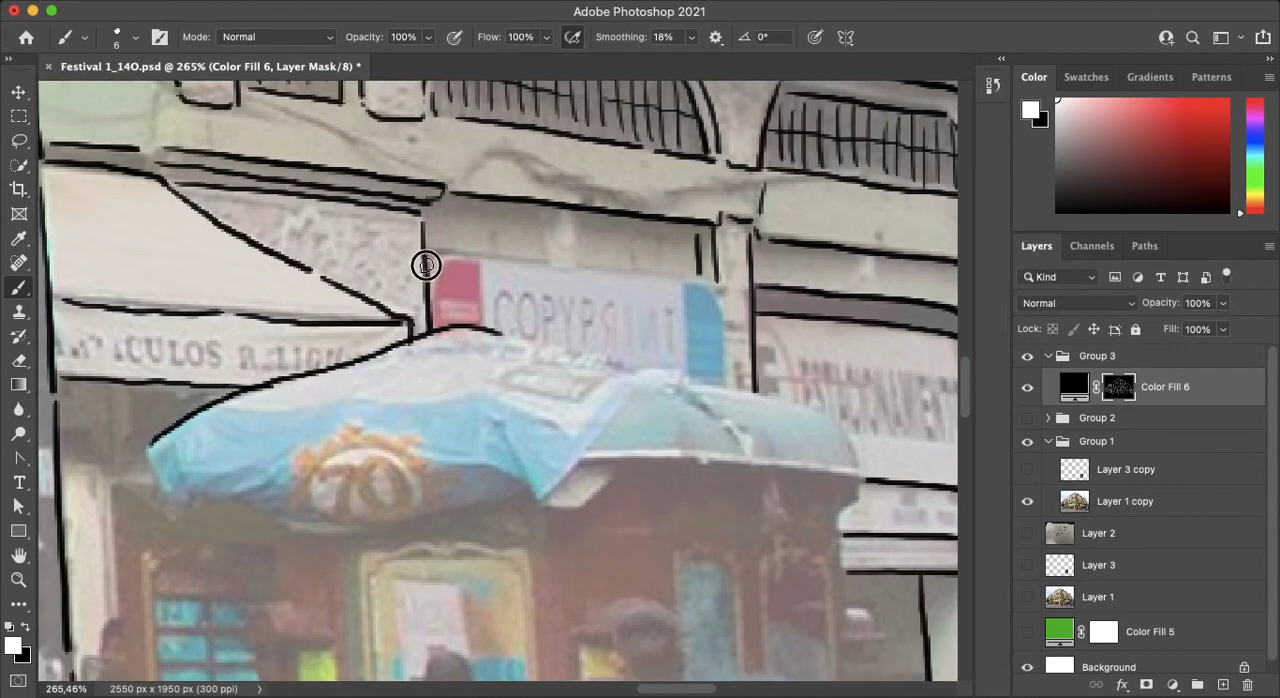 Adobe Photoshop 2021
6
Mode: Normal
Opacity: 100%
Flow: 100%
Smoothing: 18%
0°
Festival 1_14O.psd @ 265% (Color Fill 6, Layer Mask/8) *
Color
Swatches
Gradients
Patterns
Layers
Channels
Paths
Kind
Normal
Opacity: 100%
Lock:
Fill: 100%
Group 3
Color Fill 6
Group 2
Group 1
Layer 3 copy
Layer 1 copy
Layer 2
Layer 3
Layer 1
Color Fill 5
Background
COPYPRINT
70
265,46%
2550 px x 1950 px (300 ppi)